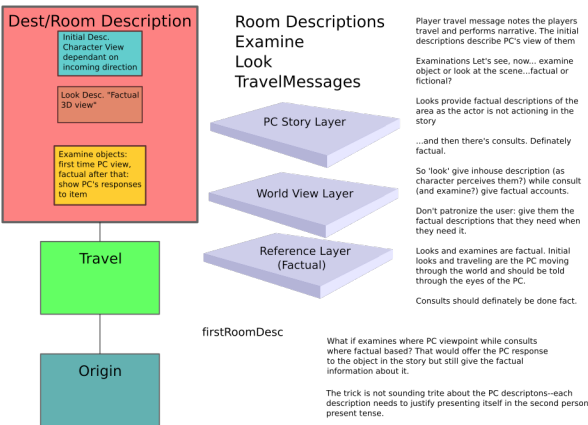 Dest/Room Description
Initial Desc.
Character View
dependant on
incoming direction
Look Desc. "Factual
3D view"
Examine objects:
first time PC view,
factual after that:
show PC's responses
to item
Travel
Origin
Room Descriptions
Examine
Look
TravelMessages
PC Story Layer
World View Layer
Reference Layer
(Factual)
firstRoomDesc
Player travel message notes the players
travel and performs narrative. The initial
descriptions describe PC's view of them
Examinations Let's see, now... examine
object or look at the scene...factual or
fictional?
Looks provide factual descriptions of the
area as the actor is not actioning in the
story
...and then there's consults. Definately
factual.
So 'look' give inhouse description (as
character perceives them?) while consult
(and examine?) give factual accounts.
Don't patronize the user: give them the
factual descriptions that they need when
they need it.
Looks and examines are factual. Initial
looks and traveling are the PC moving
through the world and should be told
through the eyes of the PC.
Consults should definately be done fact.
What if examines where PC viewpoint while consults
where factual based? That would offer the PC response
to the object in the story but still give the factual
information about it.
The trick is not sounding trite about the PC descriptons--each
description needs to justify presenting itself in the second person
present tense.